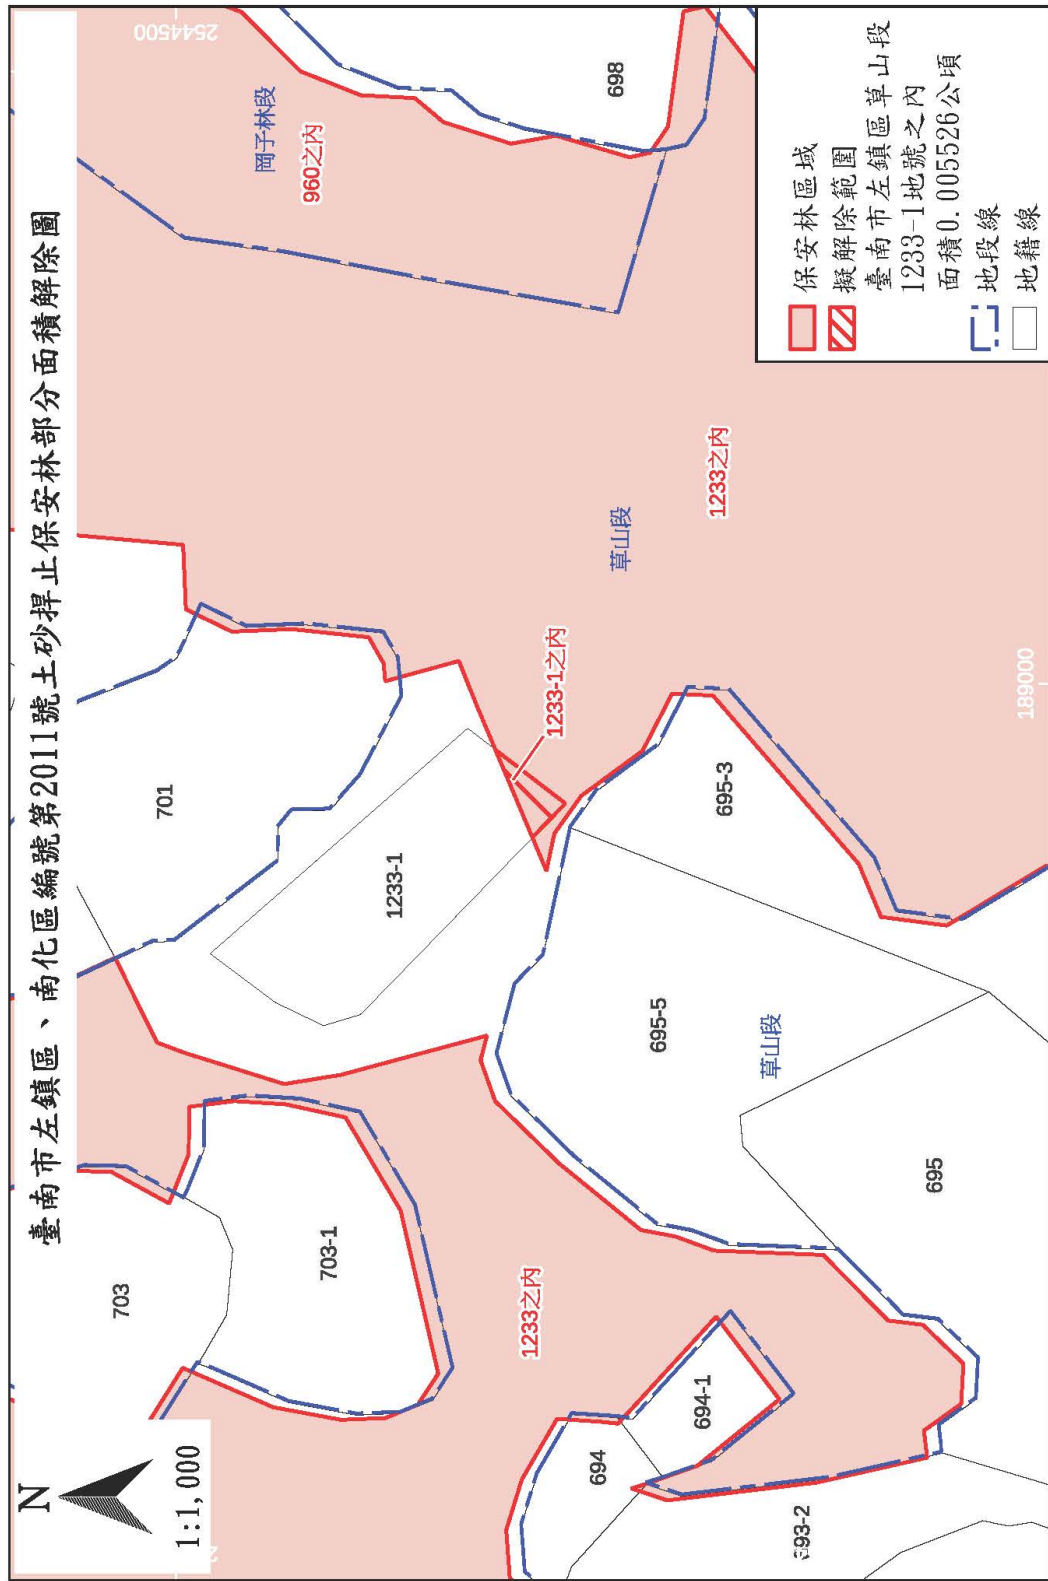 臺南市左鎮區、南化區編號第2011號土砂捍止保安林部分面積解除圖
N
1:1,000
2544500
岡子林段
960之內
698
701
703
703-1
1233-1
1233-1之內
草山段
1233之內
1233之內
694
694-1
693-2
695-5
695-3
草山段
695
189000
保安林區域
擬解除範圍
臺南市左鎮區草山段
1233-1地號之內
面積0.005526公頃
地段線
地籍線